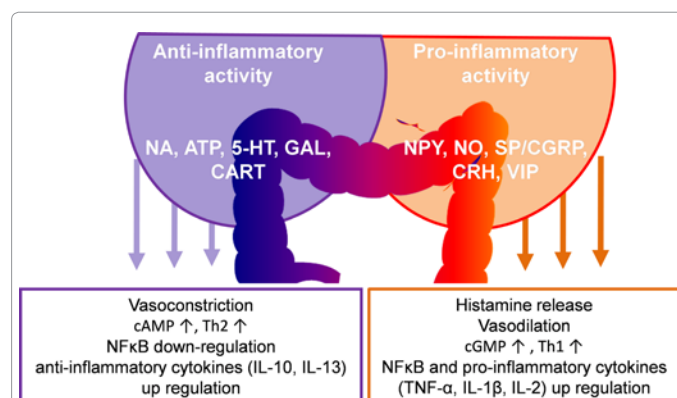 Anti-inflammatory
activity
Pro-inflammatory
activity
NA, ATP, 5-HT, GAL,
CART
NPY, NO, SP/CGRP,
CRH, VIP
Vasoconstriction
cAMP ↑, Th2 ↑
NFκB down-regulation
anti-inflammatory cytokines (IL-10, IL-13)
up regulation
Histamine release
Vasodilation
cGMP ↑ , Th1 ↑
NFκB and pro-inflammatory cytokines
(TNF-α, IL-1β, IL-2) up regulation